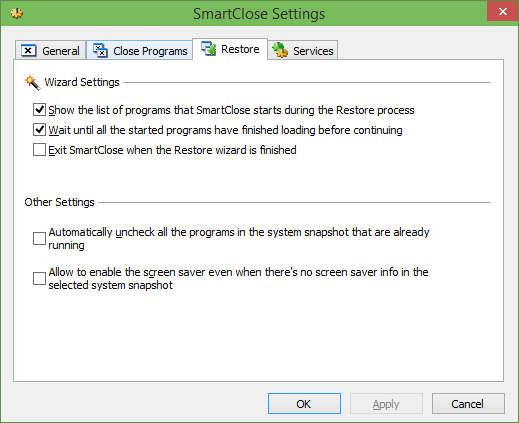 SmartClose Settings
General
Close Programs
Restore
Services
Wizard Settings
Show the list of programs that SmartClose starts during the Restore process
Wait until all the started programs have finished loading before continuing
Exit SmartClose when the Restore wizard is finished
Other Settings
Automatically uncheck all the programs in the system snapshot that are already
running
Allow to enable the screen saver even when there's no screen saver info in the
selected system snapshot
OK
Apply
Cancel